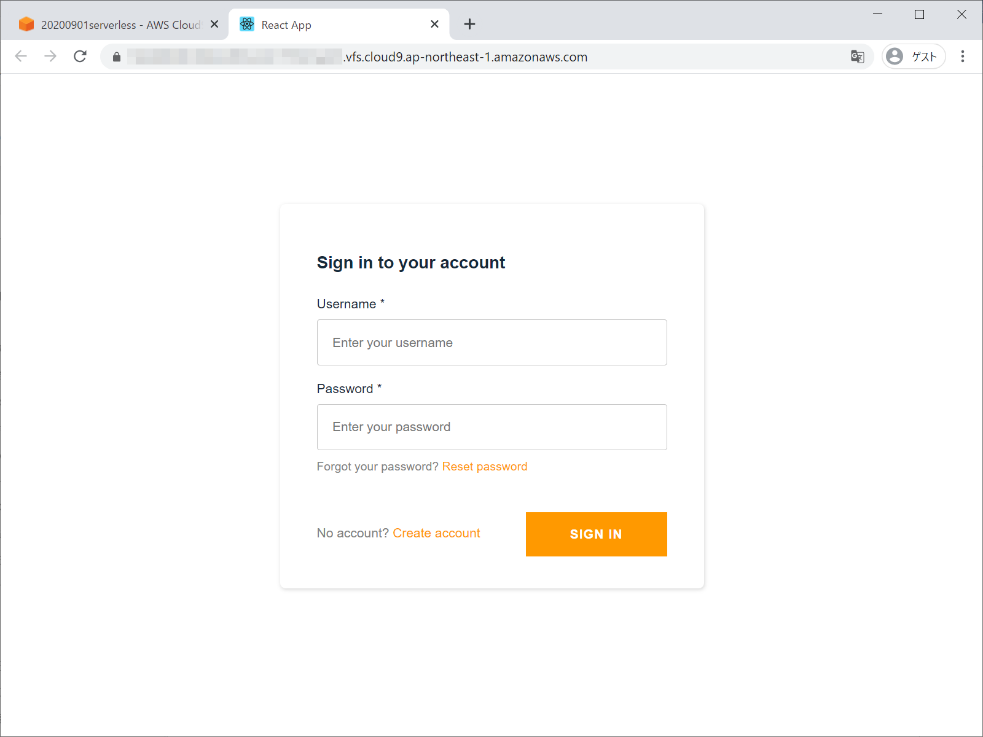 20200901serverless - AWS Cloud
React App
.vfs.cloud9.ap-northeast-1.amazonaws.com
ゲスト
Sign in to your account
Username *
Enter your username
Password *
Enter your password
Forgot your password? Reset password
No account? Create account
SIGN IN